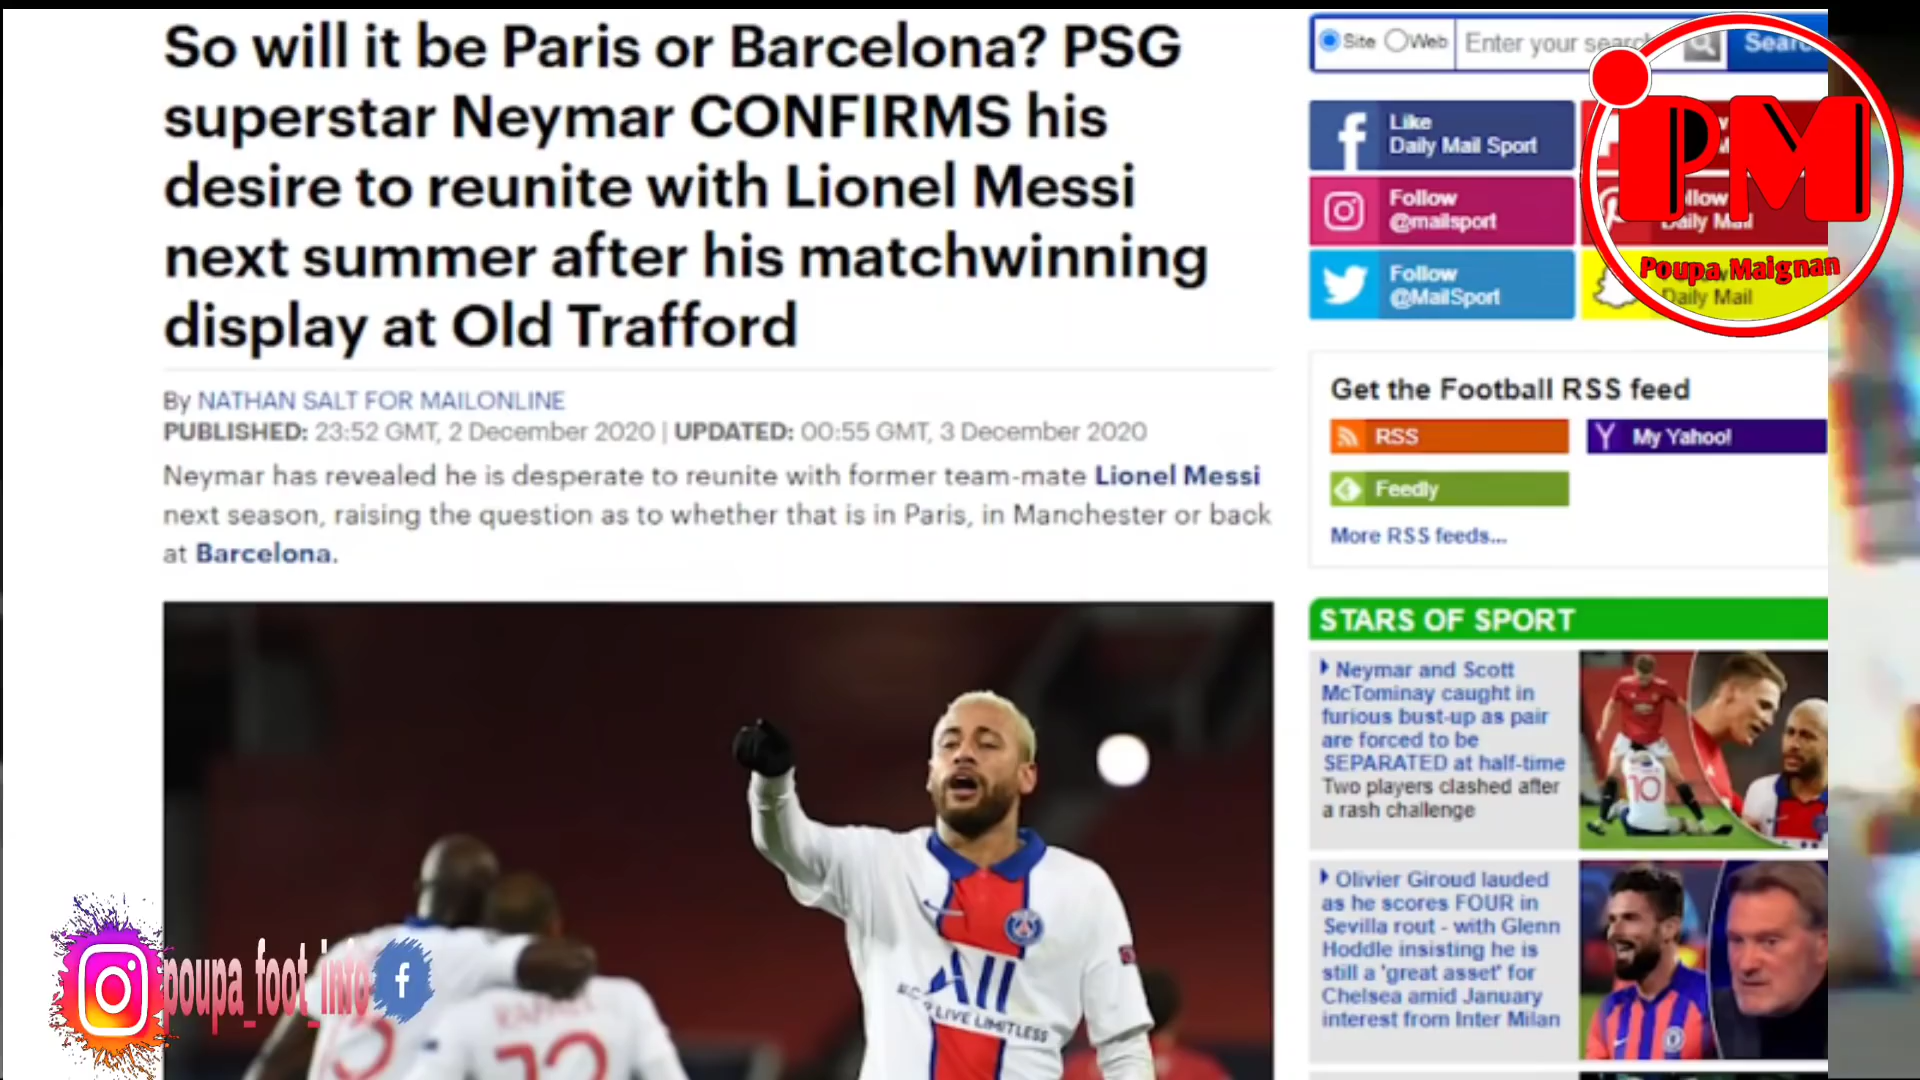 So will it be Paris or Barcelona? PSG
superstar Neymar CONFIRMS his
desire to reunite with Lionel Messi
next summer after his matchwinning
display at Old Trafford
By NATHAN SALT FOR MAILONLINE
PUBLISHED: 23:52 GMT, 2 December 2020 | UPDATED: 00:55 GMT, 3 December 2020
Neymar has revealed he is desperate to reunite with former team-mate Lionel Messi
next season, raising the question as to whether that is in Paris, in Manchester or back
at Barcelona.
Site Web Enter your search
Like
Daily Mail Sport
Follow
@mailsport
Follow
@MailSport
Daily Mail
PM
Poupa Maignan
Get the Football RSS feed
RSS
My Yahoo!
Feedly
More RSS feeds...
STARS OF SPORT
Neymar and Scott
McTominay caught in
furious bust-up as pair
are forced to be
SEPARATED at half-time
Two players clashed after
a rash challenge
10
Olivier Giroud lauded
as he scores FOUR in
Sevilla rout - with Glenn
Hoddle insisting he is
still a 'great asset' for
Chelsea amid January
interest from Inter Milan
poupa_foot_info
ALL
LIVE LIMITLESS